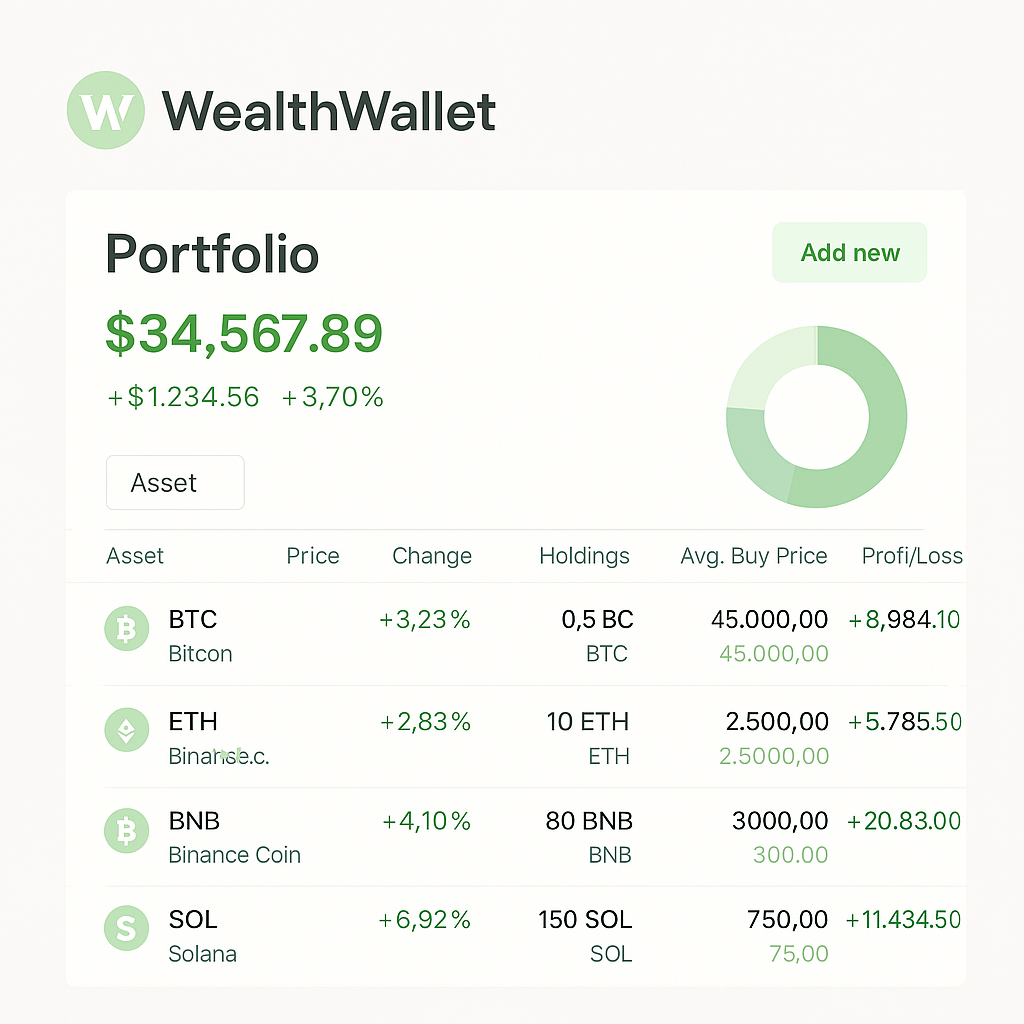 W WealthWallet
Portfolio
Add new
$34,567.89
+$1.234.56 +3,70%
Asset
Asset Price Change Holdings Avg. Buy Price Profi/Loss
BTC +3,23% 0,5 BC 45.000,00 +8,984.10
Bitcon BTC 45.000,00
ETH +2,83% 10 ETH 2.500,00 +5.785.50
ETH 2.5000,00
BNB +4,10% 80 BNB 3000,00 +20.83.00
Binance Coin BNB 300.00
SOL +6,92% 150 SOL 750,00 +11.434.50
S
Solana SOL 75,00